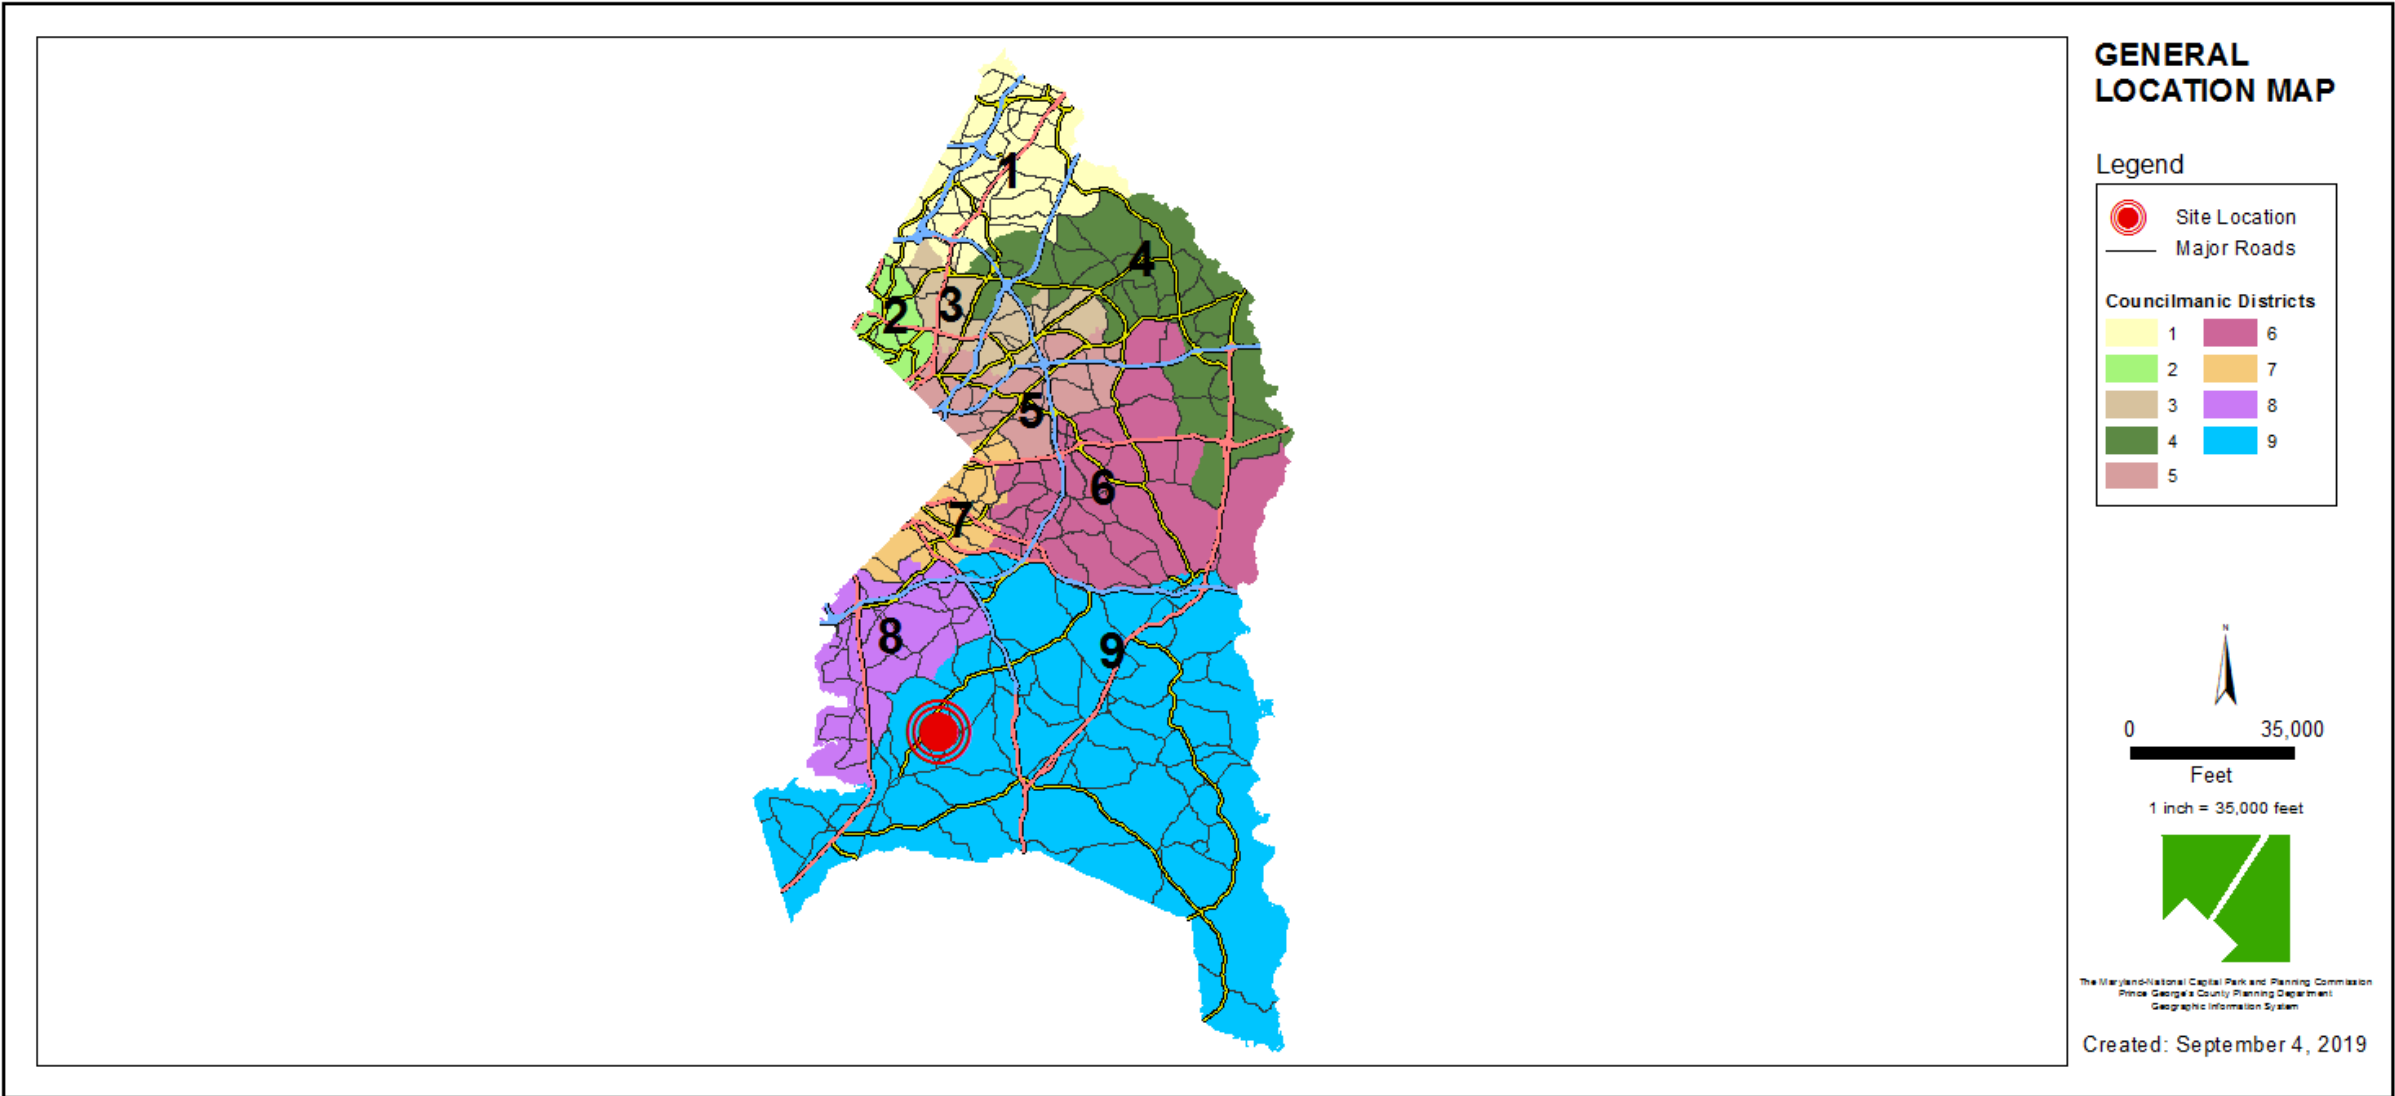 GENERAL
LOCATION MAP
Legend
Site Location
Major Roads
Councilmanic Districts
1 6
2 7
3 8
4 9
5
1
4
3
2
5
6
7
8
9
N
0 35,000
Feet
1 inch = 35,000 feet
The Maryland-National Capital Park and Planning Commission
Prince George's County Planning Department
Geographic Information System
Created: September 4, 2019